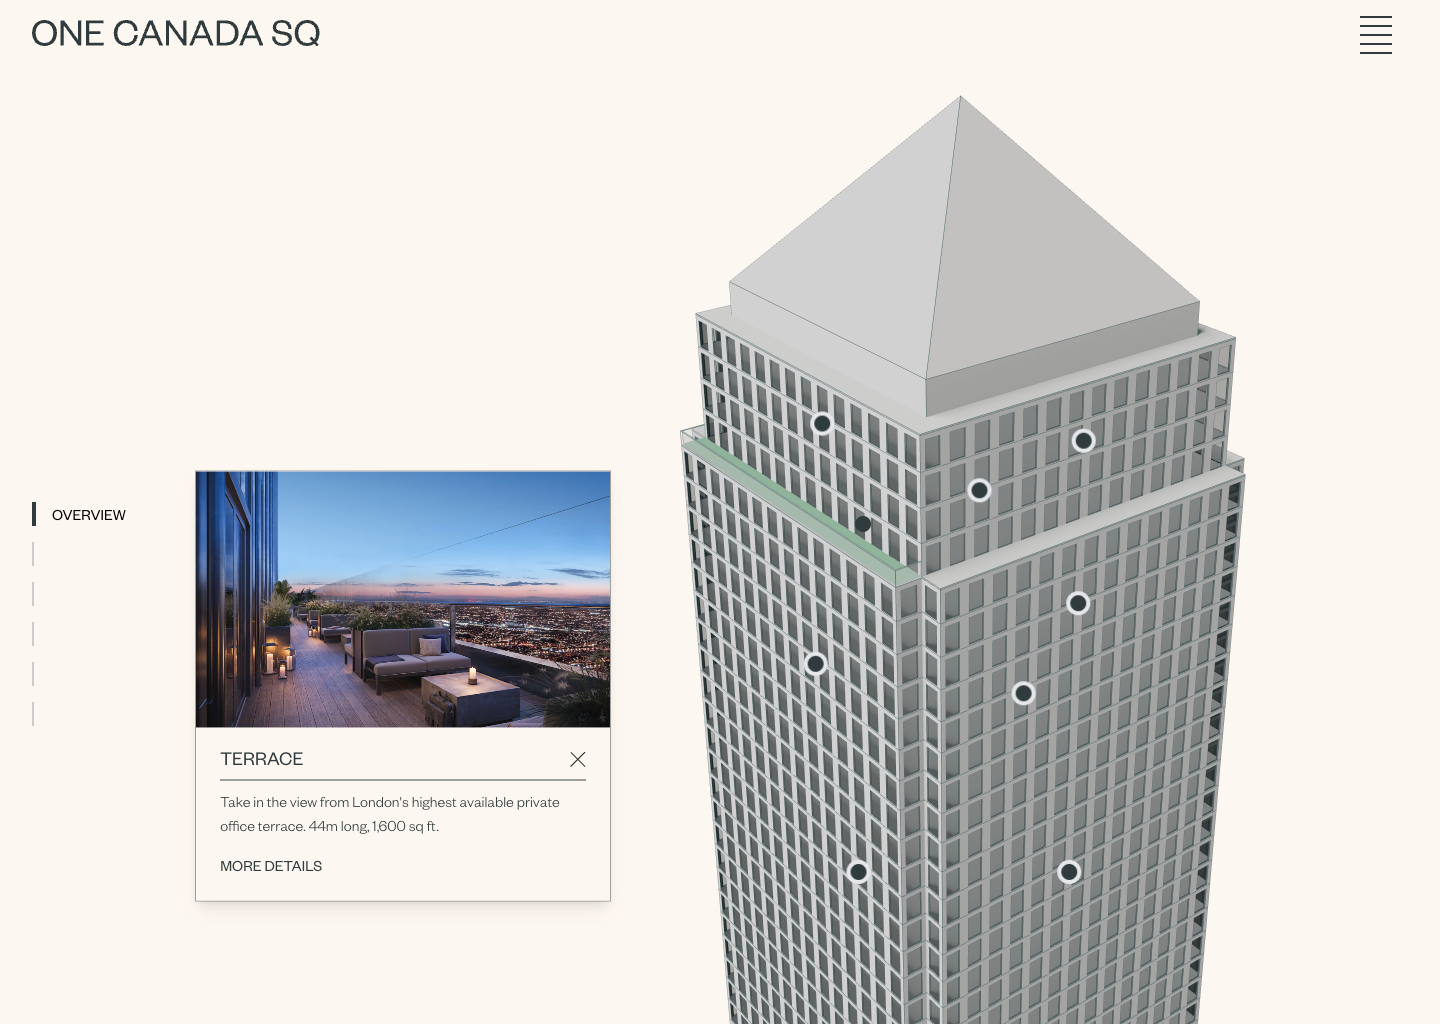 ONE CANADA SQ
OVERVIEW
TERRACE
Take in the view from London's highest available private
office terrace. 44m long, 1,600 sq ft.
MORE DETAILS